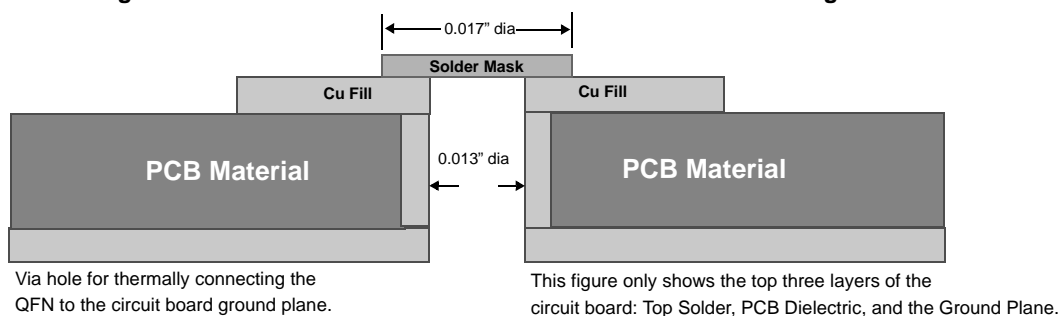 0.017” dia
Solder Mask
Cu Fill
Cu Fill
PCB Material
0.013” dia
PCB Material
Via hole for thermally connecting the
QFN to the circuit board ground plane.
This figure only shows the top three layers of the
circuit board: Top Solder, PCB Dielectric, and the Ground Plane.